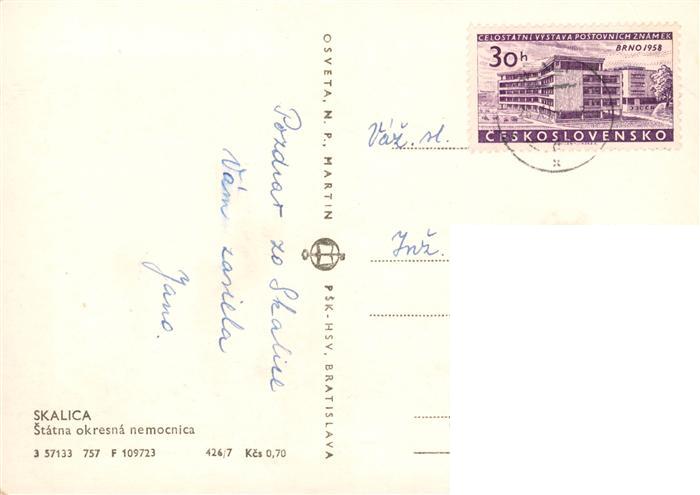 Pozdrav zo Skalice
Vám zasiela
Jano.
SKALICA
Štátna okresná nemocnica
3 57133 757 F 109723 426/7 Kčs 0,70
OSVETA, N. P., MARTIN
PŠK-HSV, BRATISLAVA
CELOSTÁTNÍ VÝSTAVA POŠTOVNÍCH ZNÁMEK
BRNO 1958
30h
ČESKOSLOVENSKO
Váž. sl.
Inž.